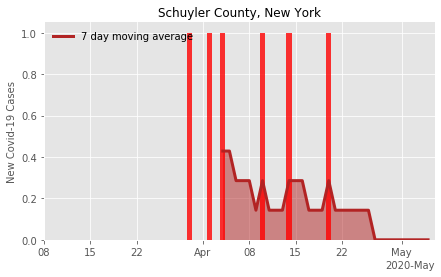 Schuyler County, New York
7 day moving average
New Covid-19 Cases
1.0
0.8
0.6
0.4
0.2
0.0
08 15 22 Apr 08 15 22 May
2020-May